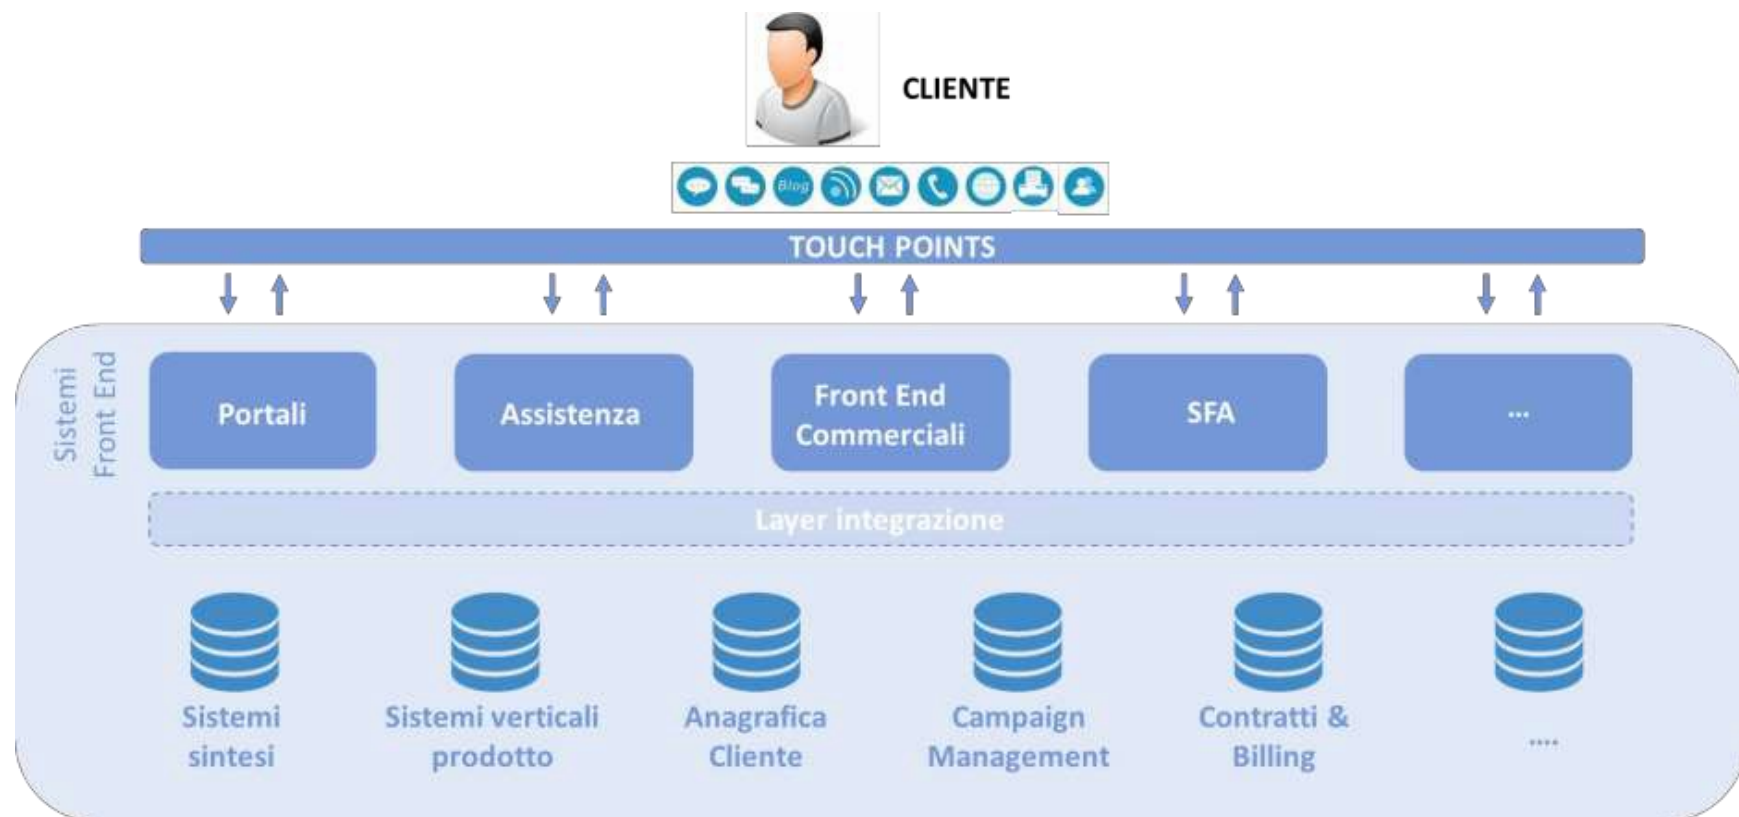 CLIENTE
Blog
TOUCH POINTS
Sistemi
Front End
Portali
Assistenza
Front End
Commerciali
SFA
...
Layer integrazione
Sistemi
sintesi
Sistemi verticali
prodotto
Anagrafica
Cliente
Campaign
Management
Contratti &
Billing
....